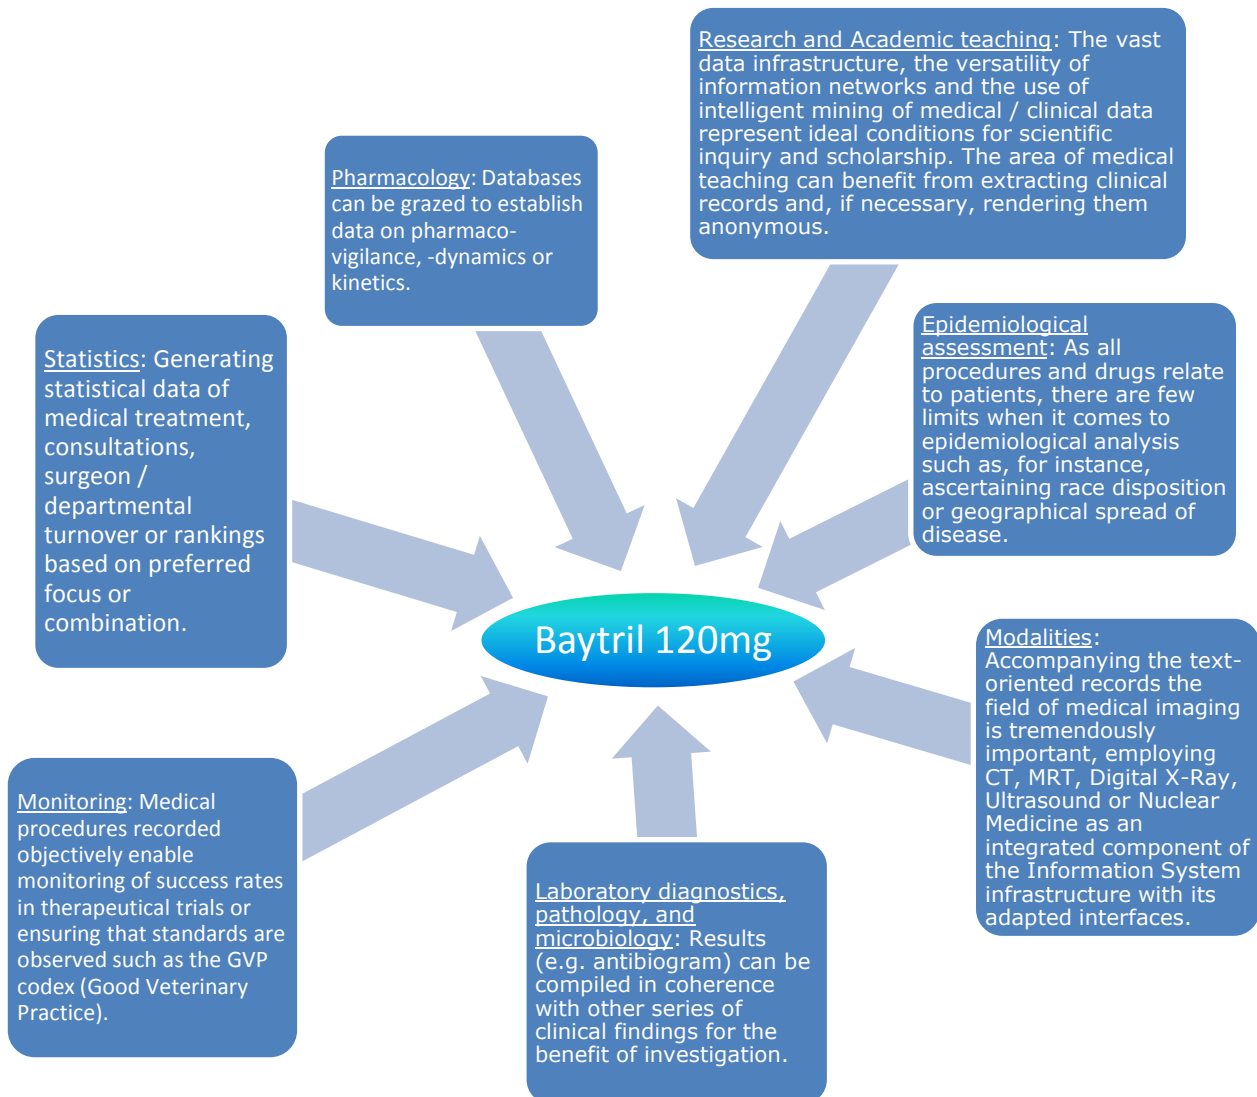 Research and Academic teaching: The vast
data infrastructure, the versatility of
information networks and the use of
intelligent mining of medical / clinical data
represent ideal conditions for scientific
inquiry and scholarship. The area of medical
teaching can benefit from extracting clinical
records and, if necessary, rendering them
anonymous.
Pharmacology: Databases
can be grazed to establish
data on pharmaco-
vigilance, -dynamics or
kinetics.
Epidemiological
assessment: As all
procedures and drugs relate
to patients, there are few
limits when it comes to
epidemiological analysis
such as, for instance,
ascertaining race disposition
or geographical spread of
disease.
Statistics: Generating
statistical data of
medical treatment,
consultations,
surgeon /
departmental
turnover or rankings
based on preferred
focus or
combination.
Baytril 120mg
Modalities:
Accompanying the text-
oriented records the
field of medical imaging
is tremendously
important, employing
CT, MRT, Digital X-Ray,
Ultrasound or Nuclear
Medicine as an
integrated component of
the Information System
infrastructure with its
adapted interfaces.
Monitoring: Medical
procedures recorded
objectively enable
monitoring of success rates
in therapeutical trials or
ensuring that standards are
observed such as the GVP
codex (Good Veterinary
Practice).
Laboratory diagnostics,
pathology, and
microbiology: Results
(e.g. antibiogram) can be
compiled in coherence
with other series of
clinical findings for the
benefit of investigation.